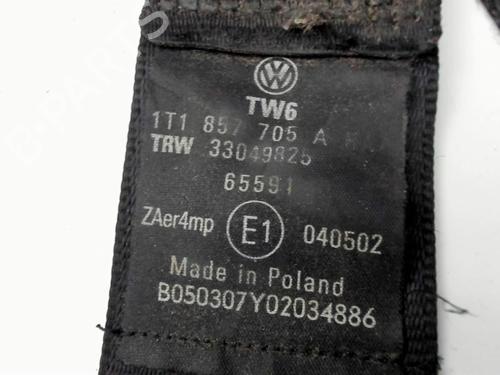 TW6
1T1 857 705 A
TRW 33049825
65591
ZAer4mp E1 040502
Made in Poland
B050307Y02034886